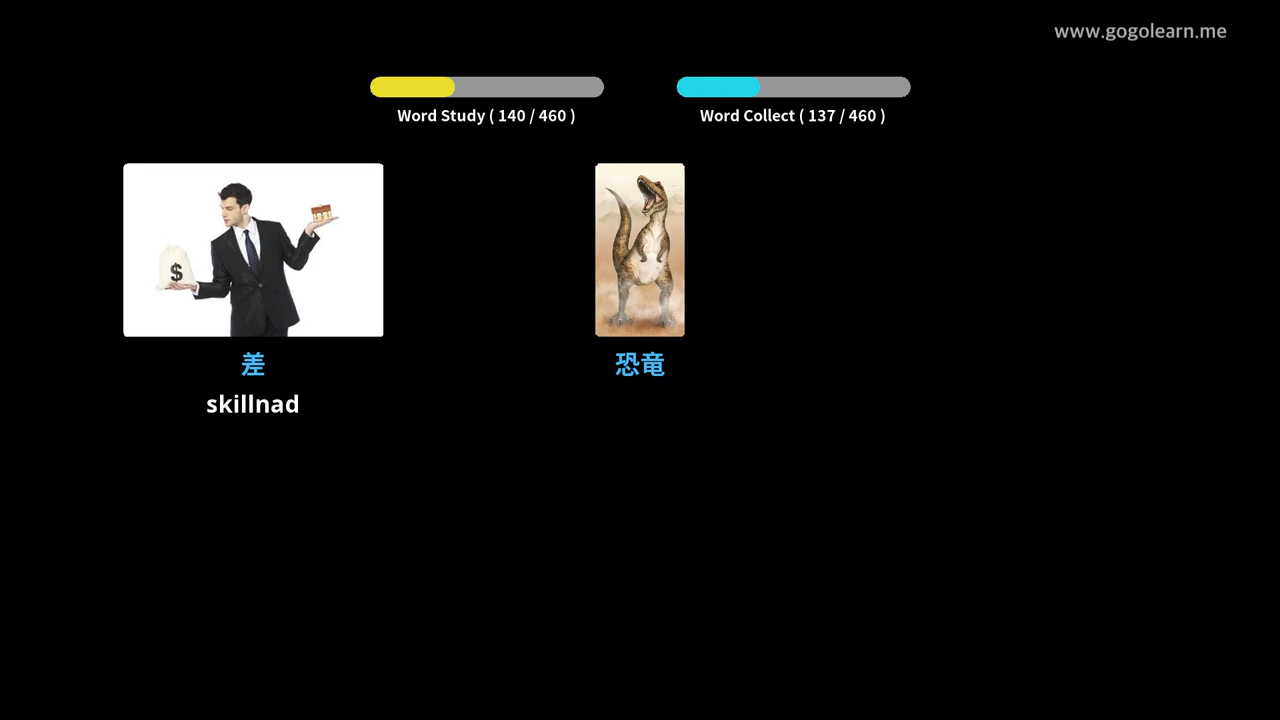 www.gogolearn.me
Word Study ( 140 / 460 )
Word Collect ( 137 / 460 )
$
差
恐竜
skillnad